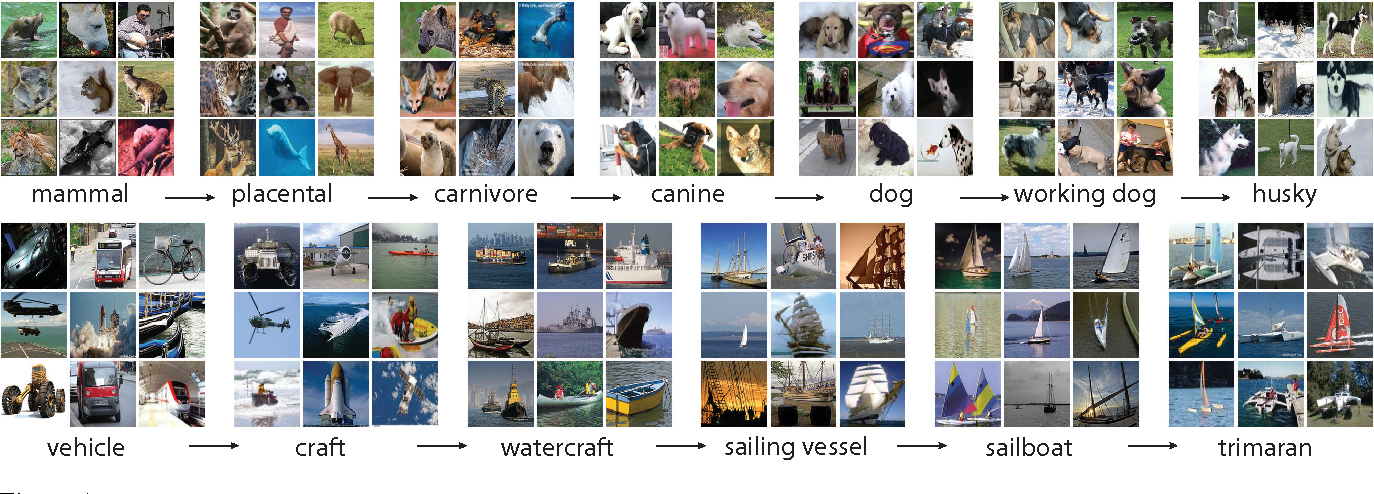 mammal → placental → carnivore → canine → dog → working dog → husky
vehicle → craft → watercraft → sailing vessel → sailboat → trimaran